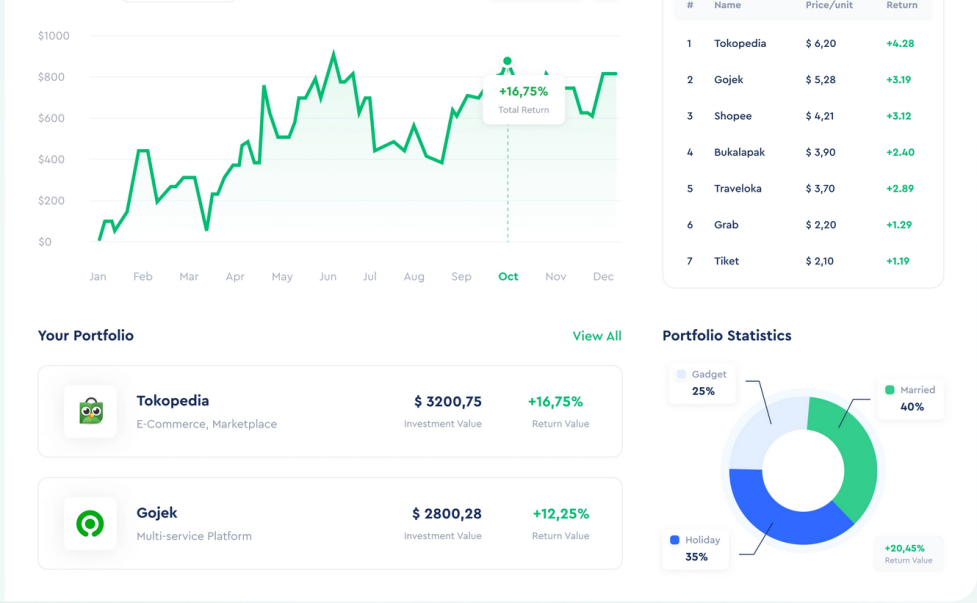 $1000
$800
$600
$400
$200
$0
+16,75%
Total Return
Jan Feb Mar Apr May Jun Jul Aug Sep Oct Nov Dec
# Name Price/unit Return
1 Tokopedia $ 6,20 +4.28
2 Gojek $ 5,28 +3.19
3 Shopee $ 4,21 +3.12
4 Bukalapak $ 3,90 +2.40
5 Traveloka $ 3,70 +2.89
6 Grab $ 2,20 +1.29
7 Tiket $ 2,10 +1.19
Your Portfolio View All
Tokopedia $ 3200,75 +16,75%
E-Commerce, Marketplace Investment Value Return Value
Gojek $ 2800,28 +12,25%
Multi-service Platform Investment Value Return Value
Portfolio Statistics
Gadget
25%
Married
40%
Holiday
35%
+20,45%
Return Value